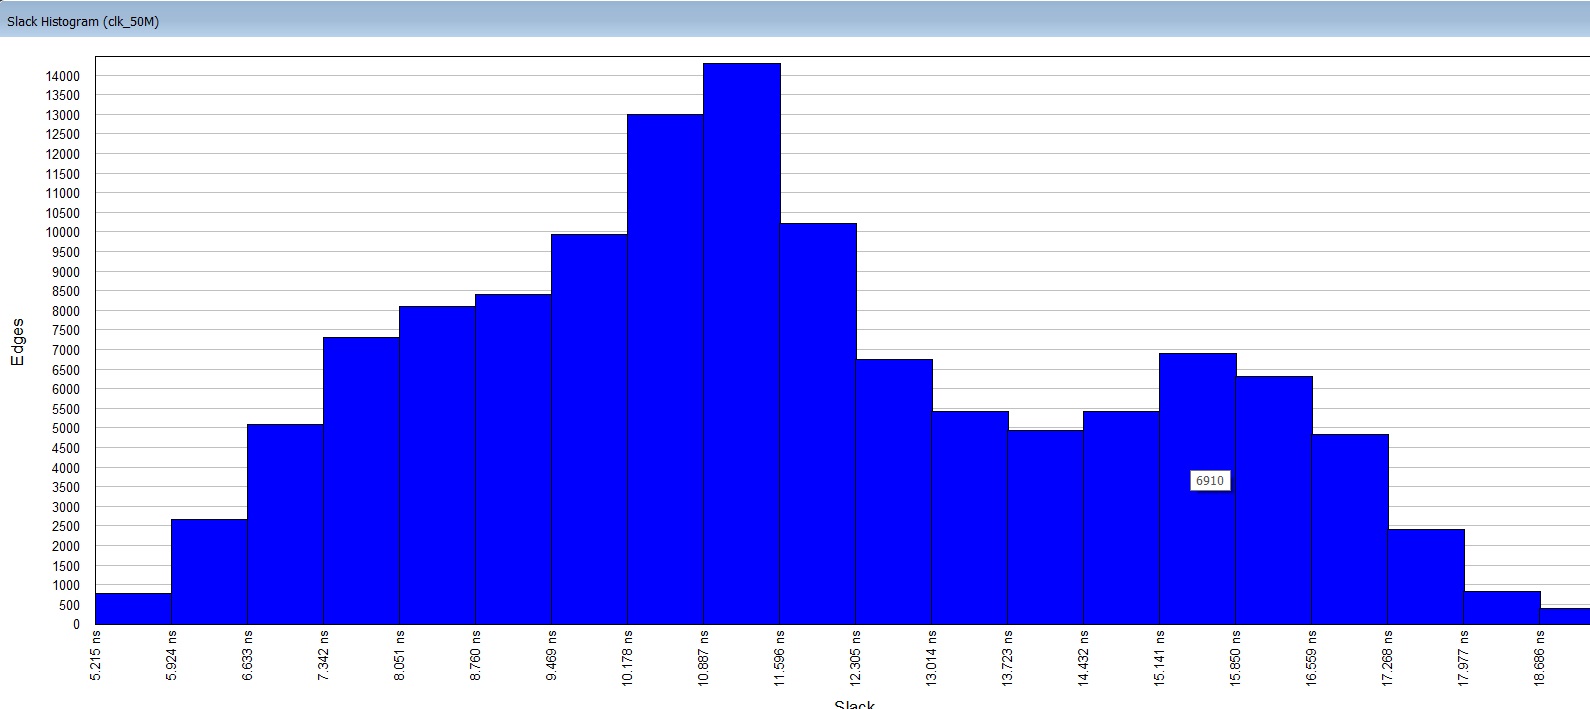 Slack Histogram (clk_50M)
14000
13500
13000
12500
12000
11500
11000
10500
10000
9500
9000
8500
8000
7500
7000
6500
6000
5500
5000
4500
4000
3500
3000
2500
2000
1500
1000
500
0
Edges
6910
5.215 ns
5.924 ns
6.633 ns
7.342 ns
8.051 ns
8.760 ns
9.469 ns
10.178 ns
10.887 ns
11.596 ns
12.305 ns
13.014 ns
13.723 ns
14.432 ns
15.141 ns
15.850 ns
16.559 ns
17.268 ns
17.977 ns
18.686 ns
Slack